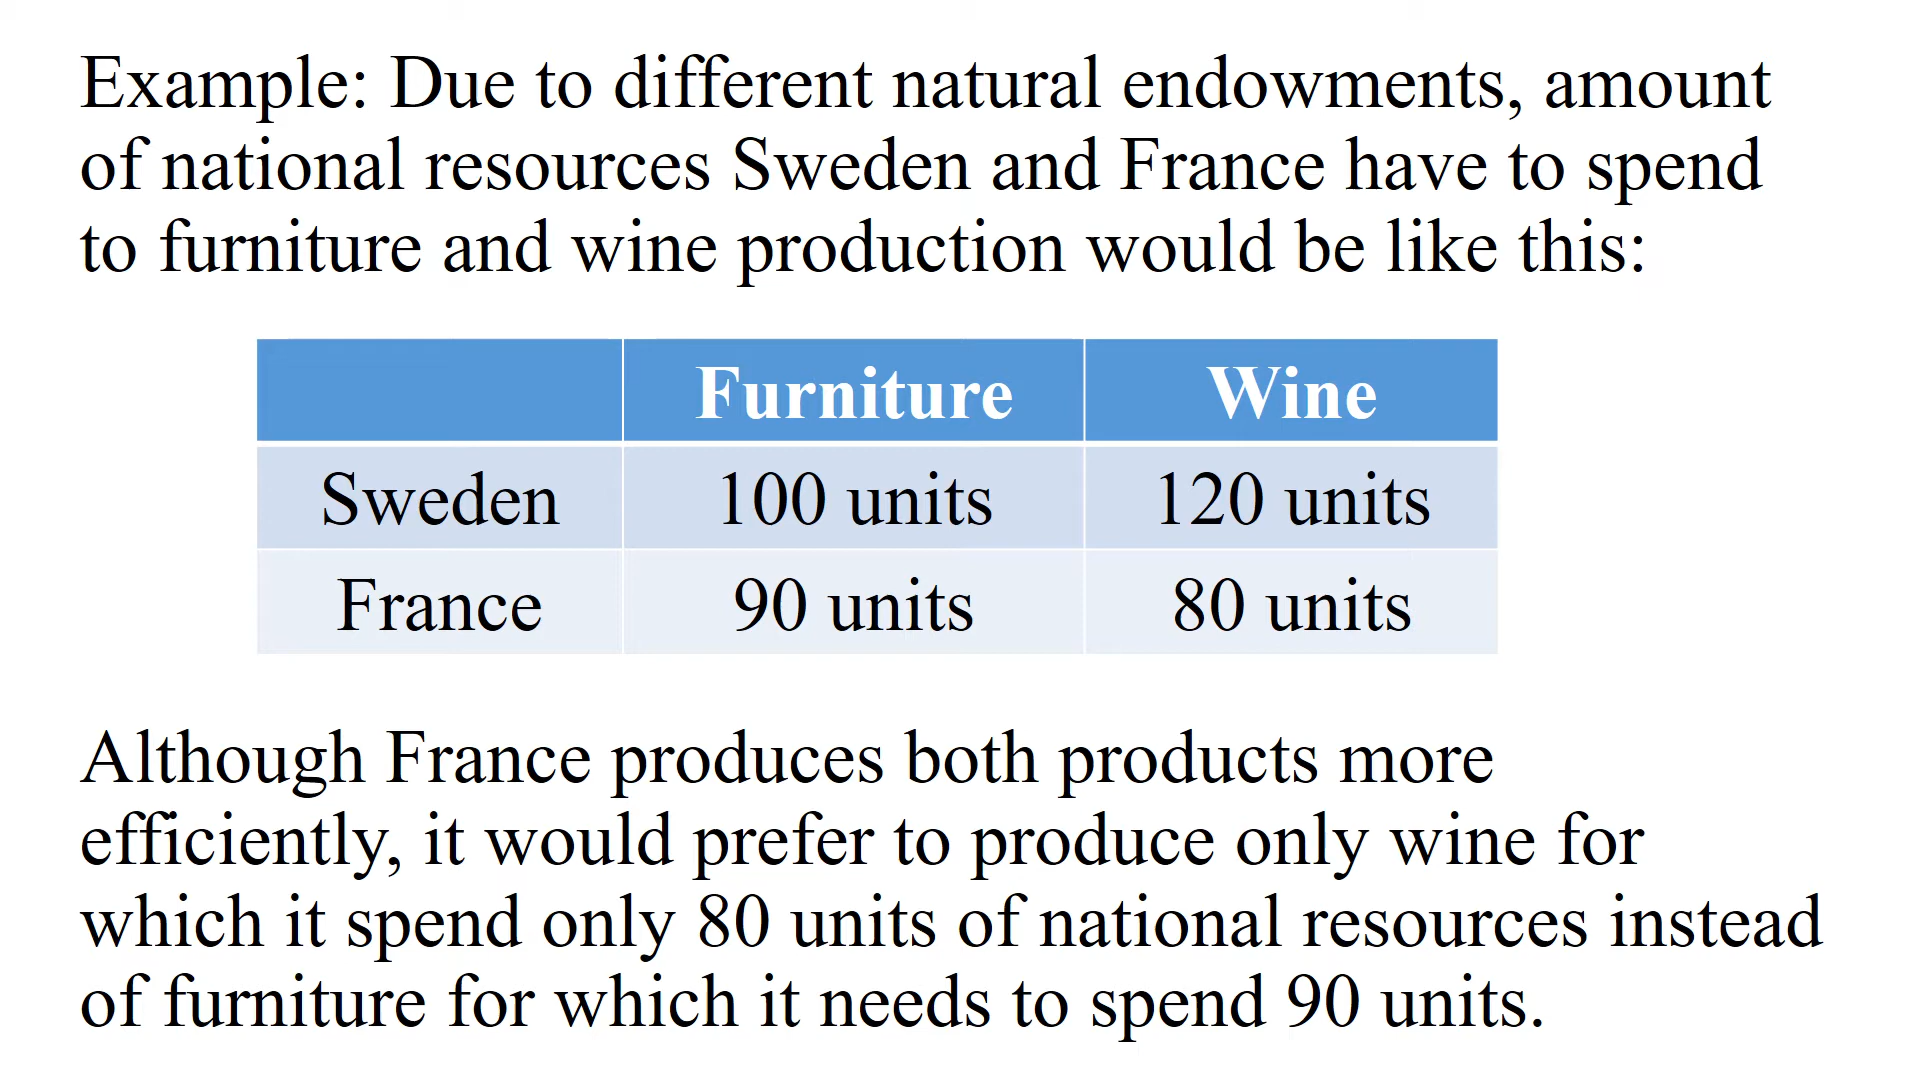 Example: Due to different natural endowments, amount
of national resources Sweden and France have to spend
to furniture and wine production would be like this:
Furniture Wine
Sweden 100 units 120 units
France 90 units 80 units
Although France produces both products more
efficiently, it would prefer to produce only wine for
which it spend only 80 units of national resources instead
of furniture for which it needs to spend 90 units.